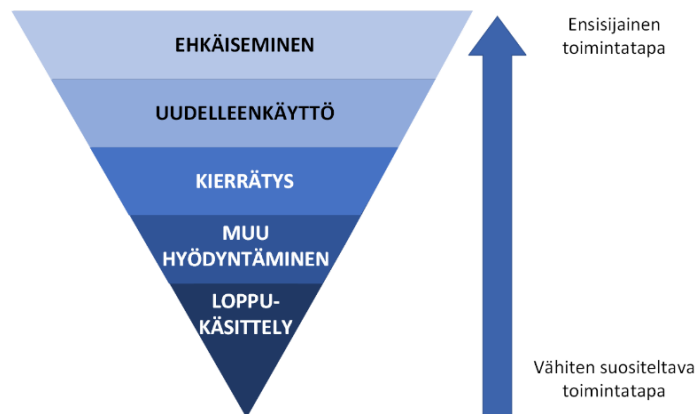 EHKÄISEMINEN
UUDELLEENKÄYTTÖ
KIERRÄTYS
MUU
HYÖDYNTÄMINEN
LOPPU-
KÄSITTELY
Ensisijainen
toimintatapa
Vähiten suositeltava
toimintatapa